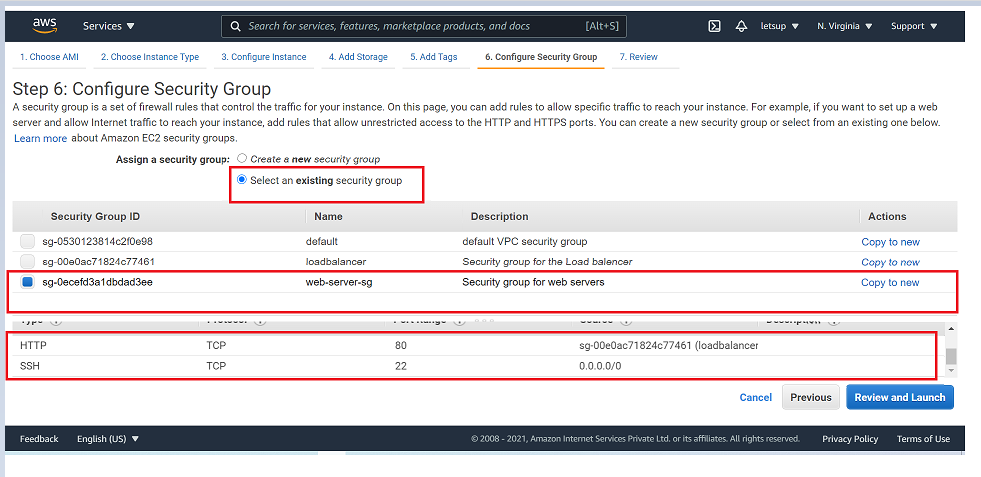 aws Services Search for services, features, marketplace products, and docs [Alt+S] letsup N. Virginia Support
1. Choose AMI 2. Choose Instance Type 3. Configure Instance 4. Add Storage 5. Add Tags 6. Configure Security Group 7. Review
Step 6: Configure Security Group
A security group is a set of firewall rules that control the traffic for your instance. On this page, you can add rules to allow specific traffic to reach your instance. For example, if you want to set up a web
server and allow Internet traffic to reach your instance, add rules that allow unrestricted access to the HTTP and HTTPS ports. You can create a new security group or select from an existing one below.
Learn more about Amazon EC2 security groups.
Assign a security group: Create a new security group
Select an existing security group
Security Group ID Name Description Actions
sg-0530123814c2f0e98 default default VPC security group Copy to new
sg-00e0ac71824c77461 loadbalancer Security group for the Load balencer Copy to new
sg-0ecefd3a1dbdad3ee web-server-sg Security group for web servers Copy to new
Type Protocol Port Range Source Description
HTTP TCP 80 sg-00e0ac71824c77461 (loadbalancer
SSH TCP 22 0.0.0.0/0
Cancel Previous Review and Launch
Feedback English (US) © 2008 - 2021, Amazon Internet Services Private Ltd. or its affiliates. All rights reserved. Privacy Policy Terms of Use